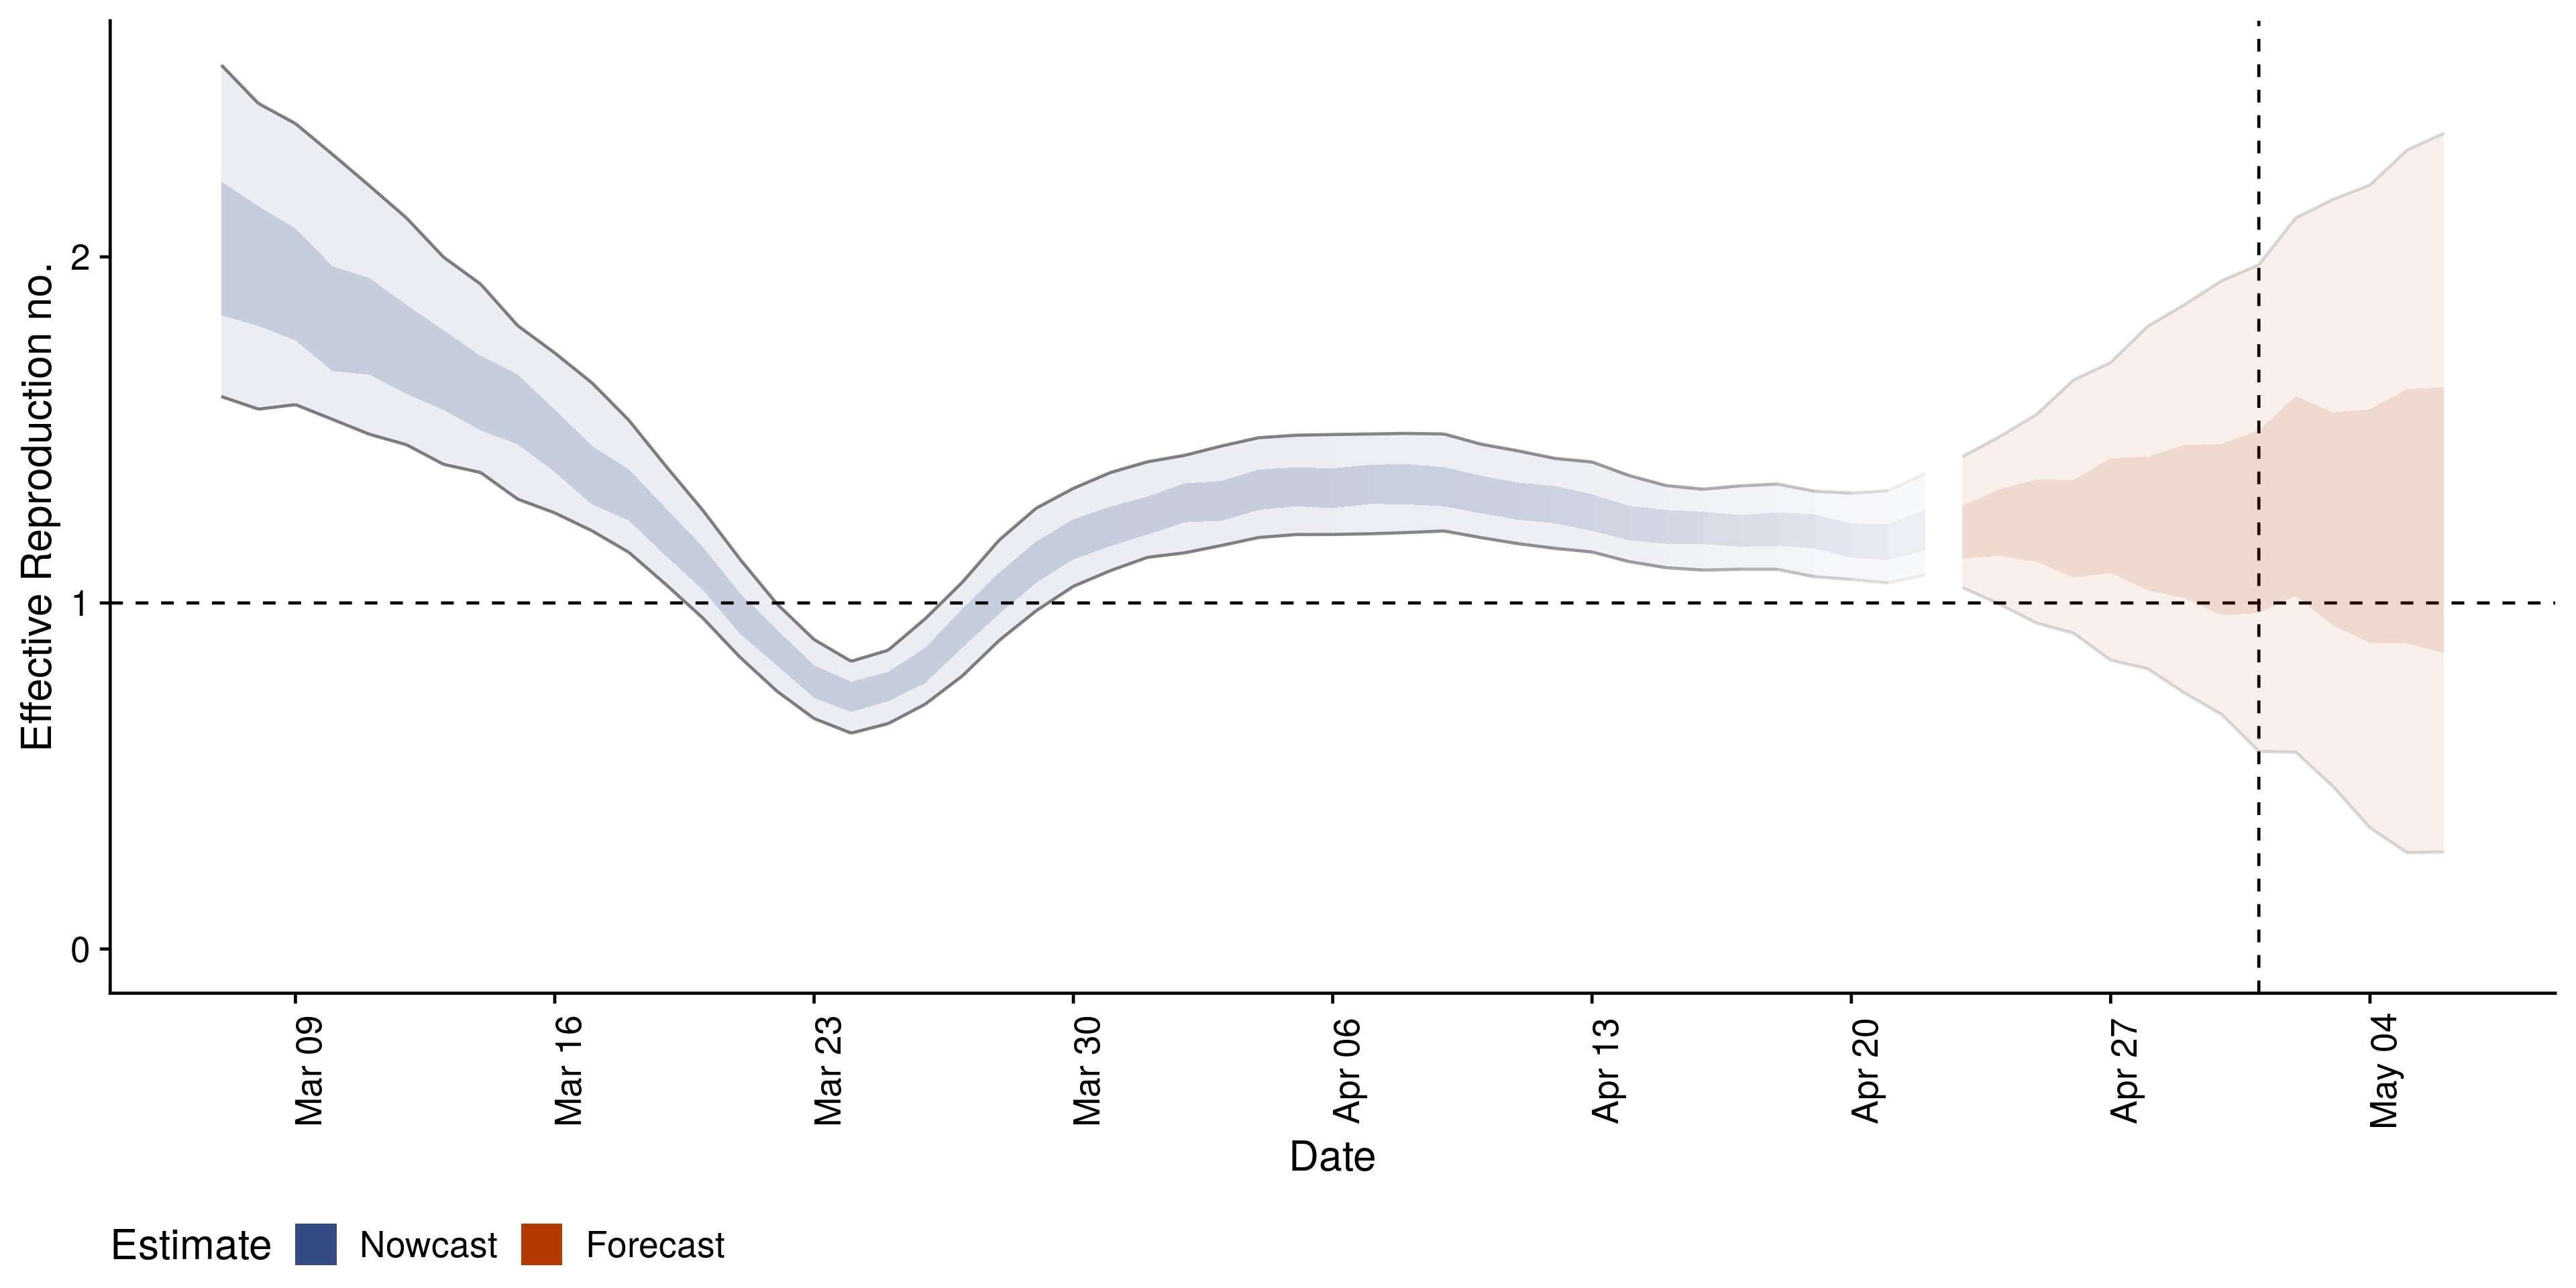 Effective Reproduction no.
2
1
0
Mar 09
Mar 16
Mar 23
Mar 30
Apr 06
Apr 13
Apr 20
Apr 27
May 04
Date
Estimate Nowcast Forecast